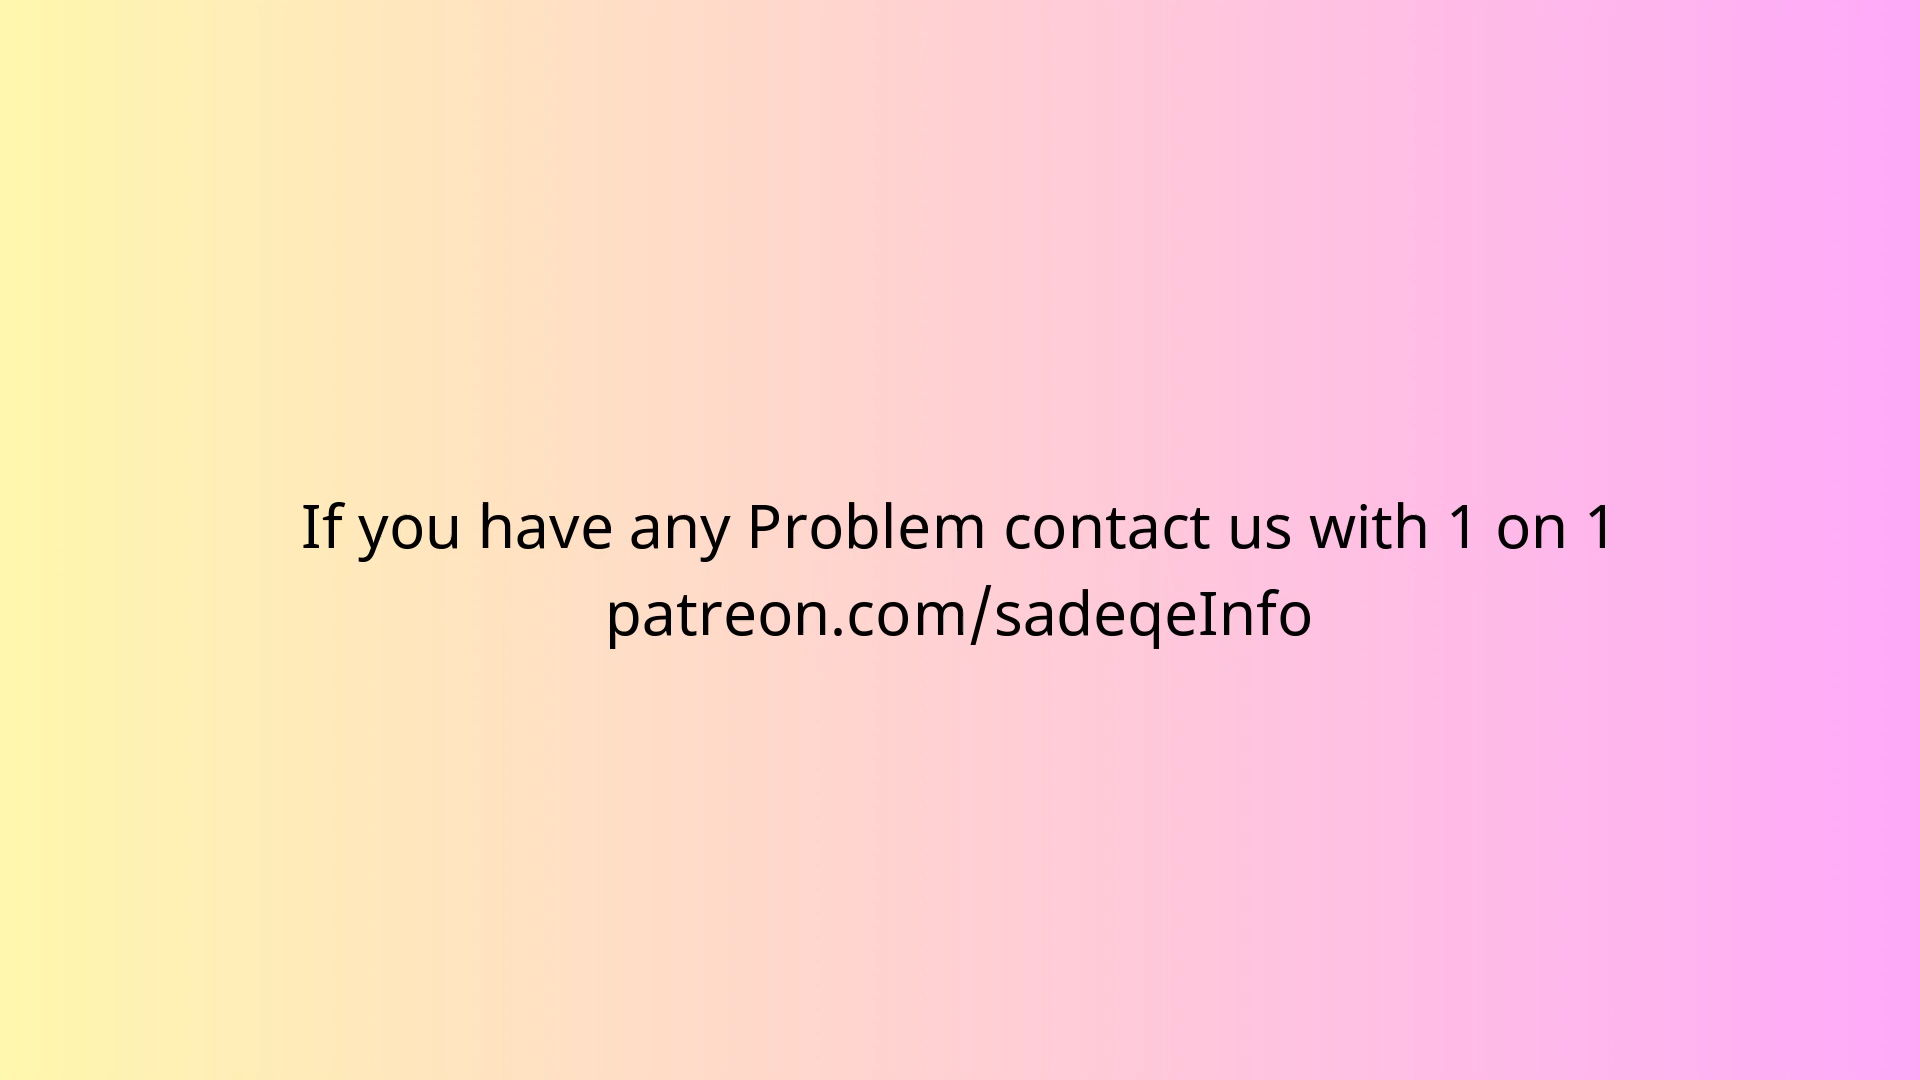 If you have any Problem contact us with 1 on 1
patreon.com/sadeqeInfo